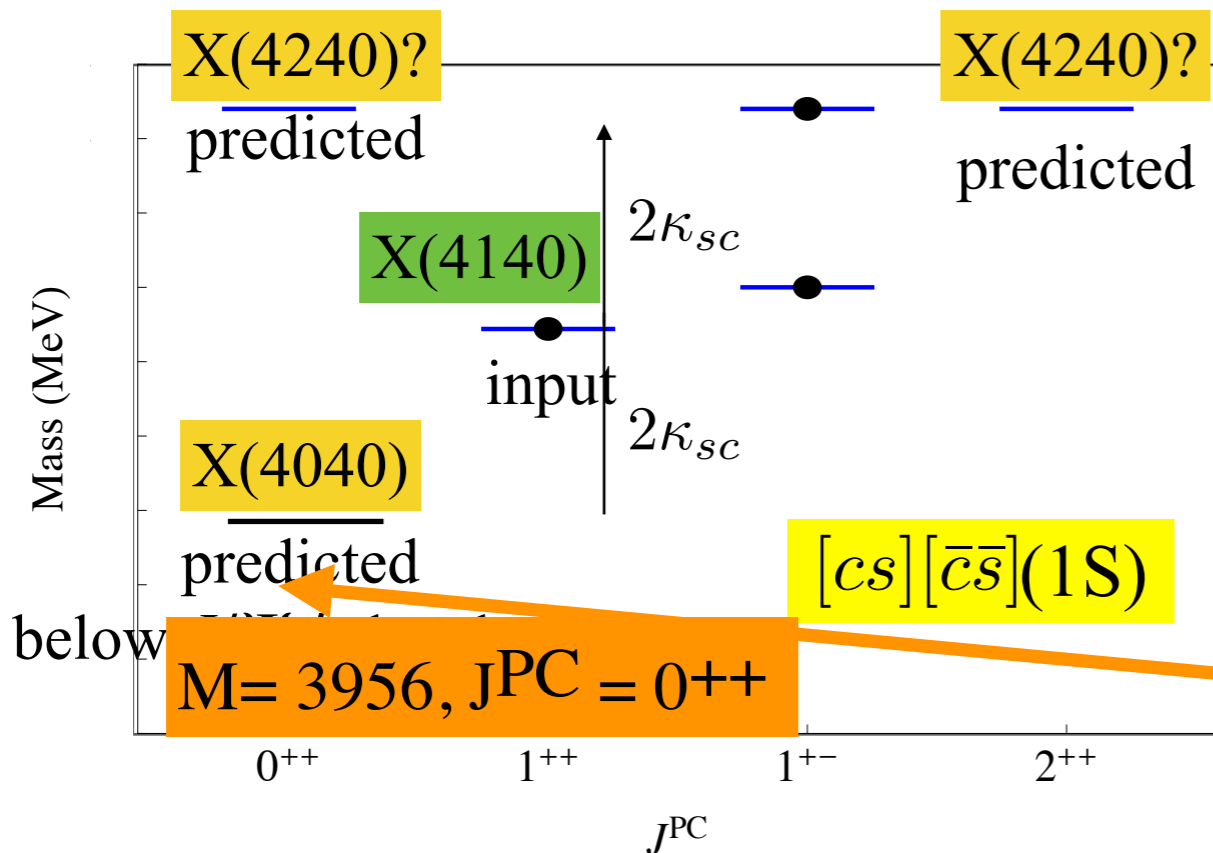 X(4240)?
X(4240)?
predicted
predicted
2κsc
X(4140)
input
2κsc
Mass (MeV)
X(4040)
predicted
[cs][c̄s̄](1S)
below
M= 3956, JPC = 0++
0++ 1++ 1+- 2++
JPC